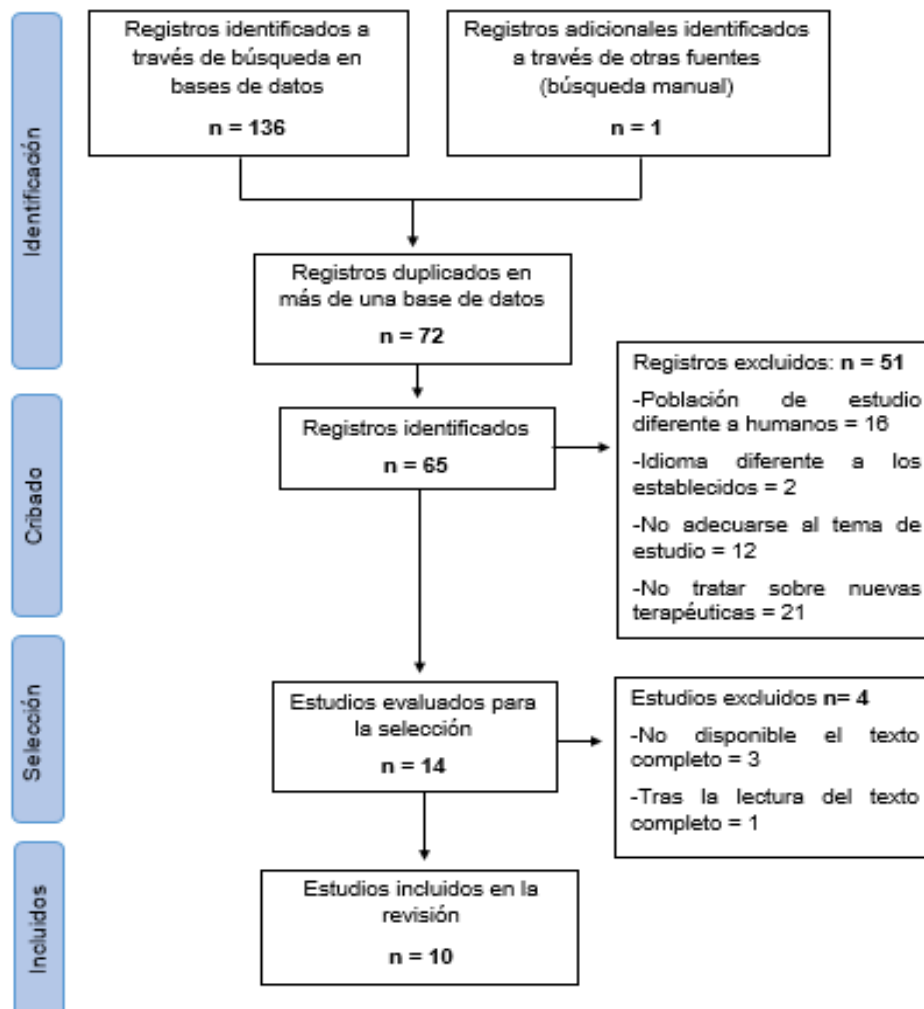 Identificación
Registros identificados a
través de búsqueda en
bases de datos
n = 136
Registros adicionales identificados
a través de otras fuentes
(búsqueda manual)
n = 1
Registros duplicados en
más de una base de datos
n = 72
Cribado
Registros identificados
n = 65
Registros excluidos: n = 51
-Población de estudio
diferente a humanos = 16
-Idioma diferente a los
establecidos = 2
-No adecuarse al tema de
estudio = 12
-No tratar sobre nuevas
terapéuticas = 21
Selección
Estudios evaluados para
la selección
n = 14
Estudios excluidos n= 4
-No disponible el texto
completo = 3
-Tras la lectura del texto
completo = 1
Incluidos
Estudios incluidos en la
revisión
n = 10